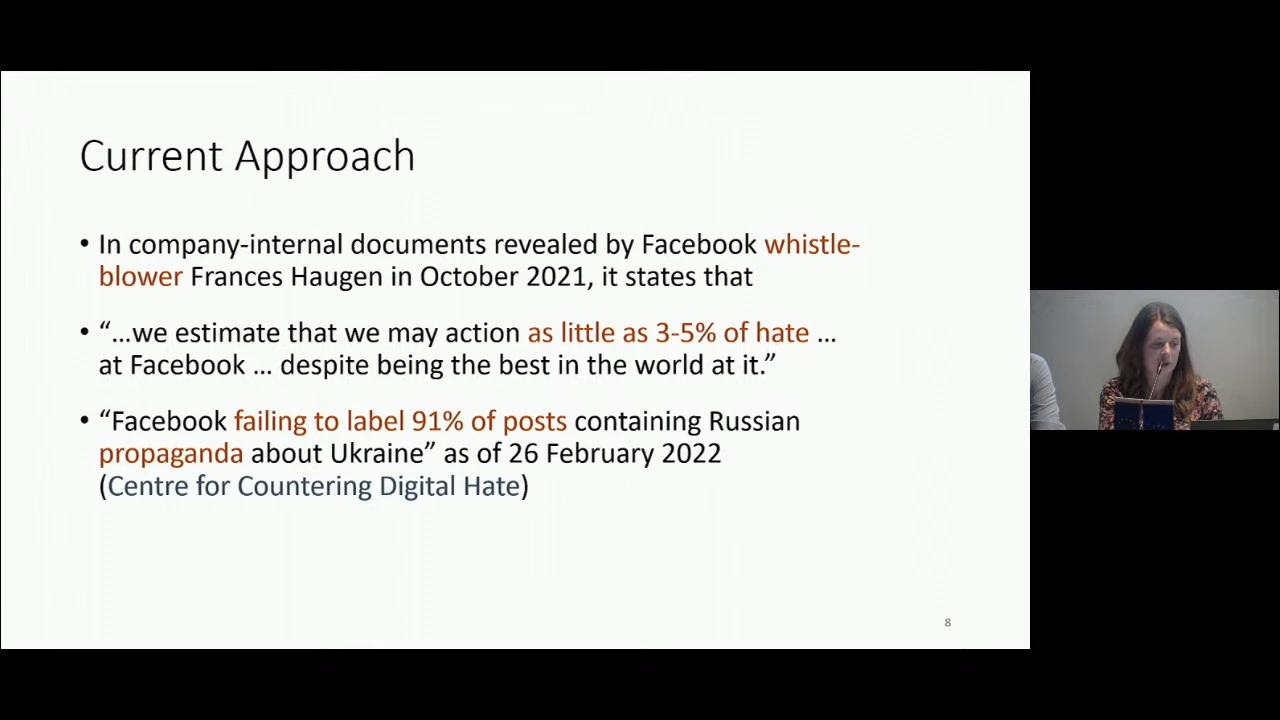 Current Approach
• In company-internal documents revealed by Facebook whistle-
blower Frances Haugen in October 2021, it states that
• “…we estimate that we may action as little as 3-5% of hate …
at Facebook … despite being the best in the world at it.”
• “Facebook failing to label 91% of posts containing Russian
propaganda about Ukraine” as of 26 February 2022
(Centre for Countering Digital Hate)
8